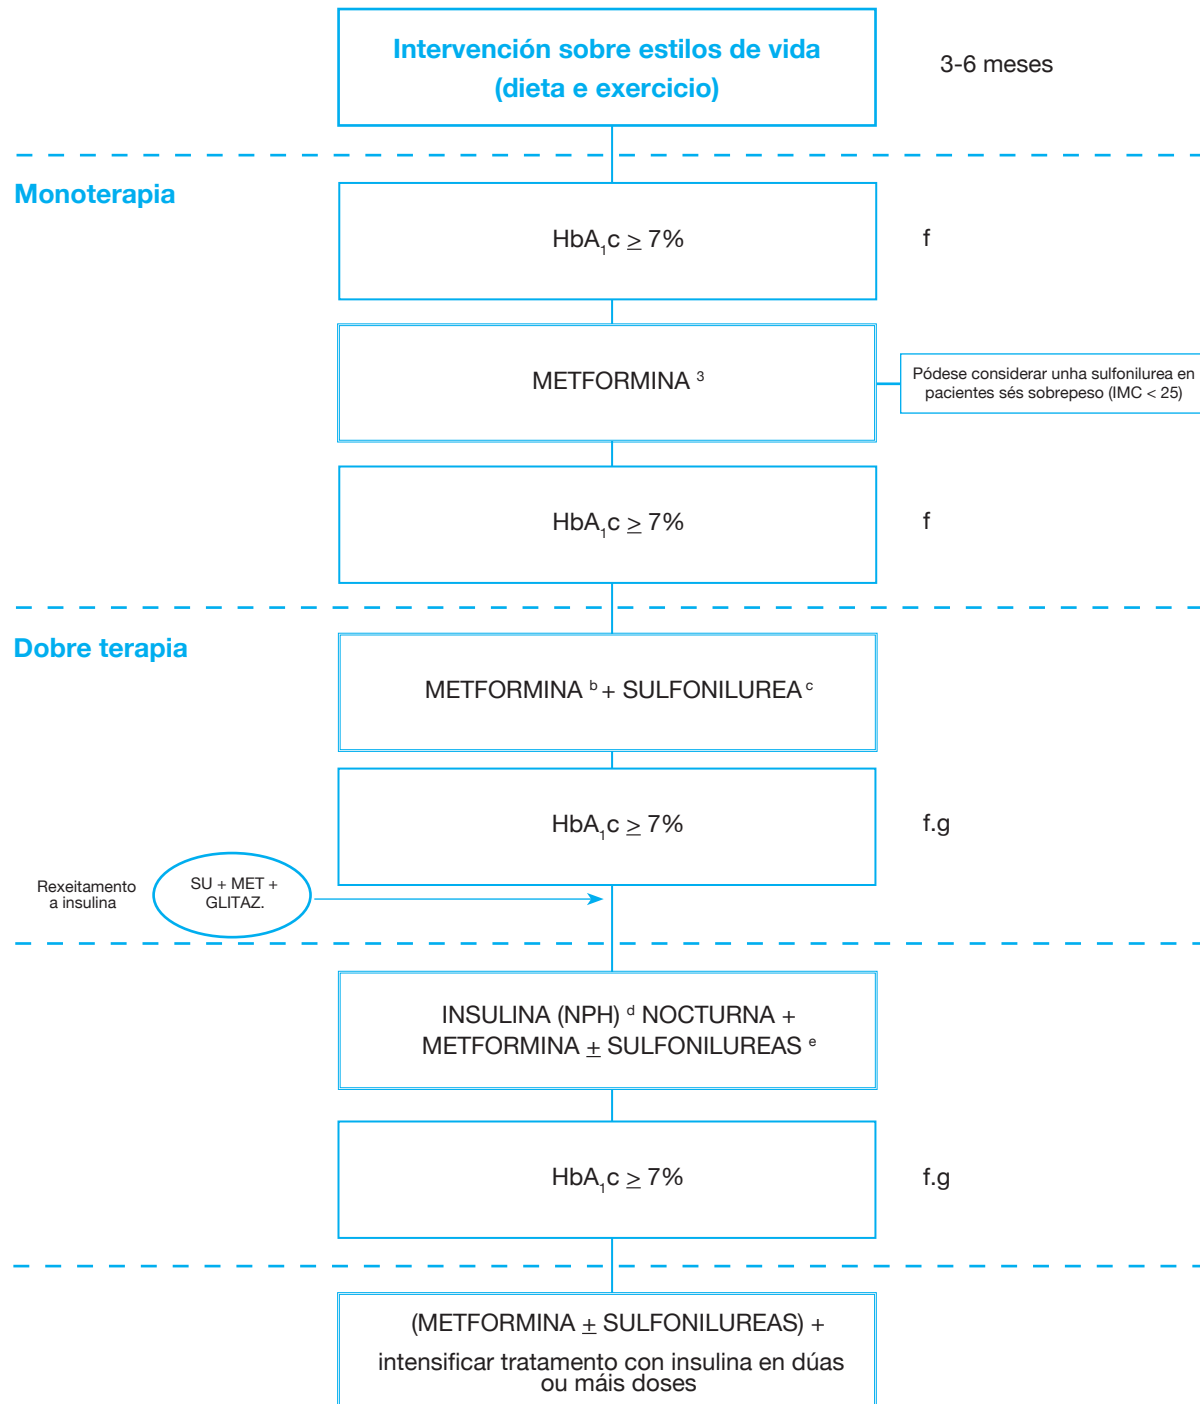 Intervención sobre estilos de vida
(dieta e exercicio)
3-6 meses
Monoterapia
HbA₁c ≥ 7%
f
METFORMINA ³
Pódese considerar unha sulfonilurea en
pacientes sés sobrepeso (IMC < 25)
HbA₁c ≥ 7%
f
Dobre terapia
METFORMINA ᵇ + SULFONILUREA ᶜ
HbA₁c ≥ 7%
f.g
Rexeitamento
a insulina
SU + MET +
GLITAZ.
INSULINA (NPH) ᵈ NOCTURNA +
METFORMINA ± SULFONILUREAS ᵉ
HbA₁c ≥ 7%
f.g
(METFORMINA ± SULFONILUREAS) +
intensificar tratamento con insulina en dúas
ou máis doses